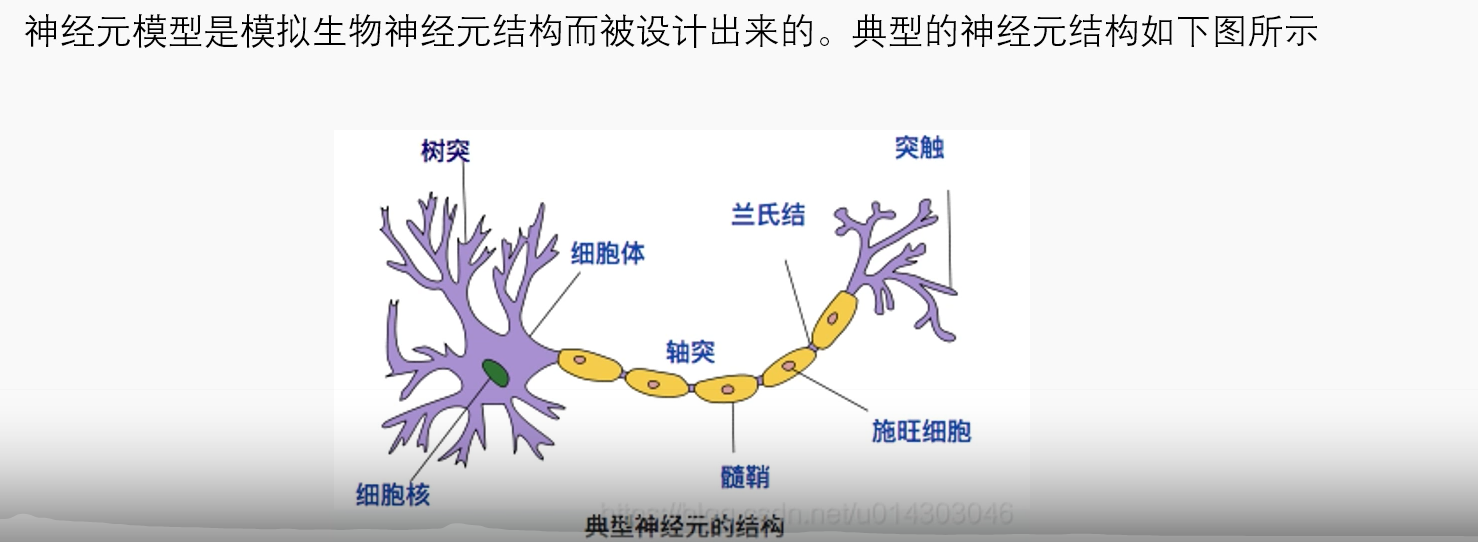 神经元模型是模拟生物神经元结构而被设计出来的。典型的神经元结构如下图所示
树突
突触
兰氏结
细胞体
轴突
施旺细胞
髓鞘
细胞核
https://blog.csdn.net/u014303046
典型神经元的结构